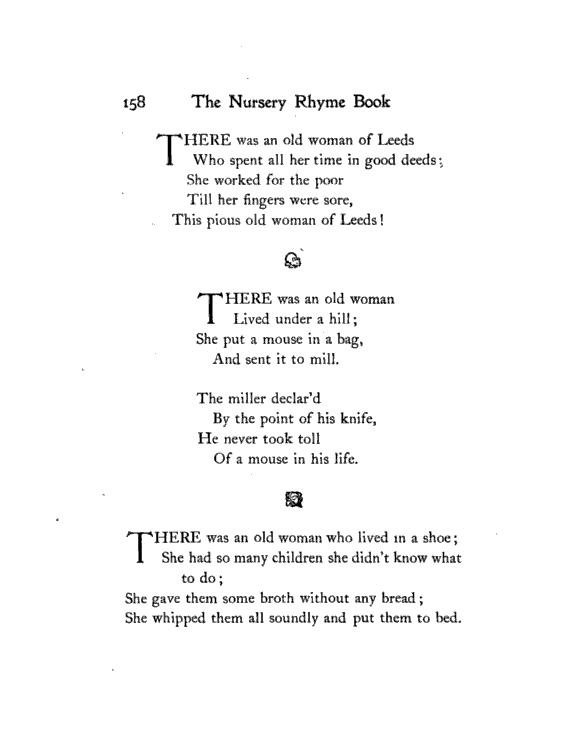 158 The Nursery Rhyme Book
THERE was an old woman of Leeds
Who spent all her time in good deeds;
She worked for the poor
Till her fingers were sore,
This pious old woman of Leeds!
THERE was an old woman
Lived under a hill;
She put a mouse in a bag,
And sent it to mill.
The miller declar'd
By the point of his knife,
He never took toll
Of a mouse in his life.
THERE was an old woman who lived in a shoe;
She had so many children she didn't know what
to do;
She gave them some broth without any bread;
She whipped them all soundly and put them to bed.